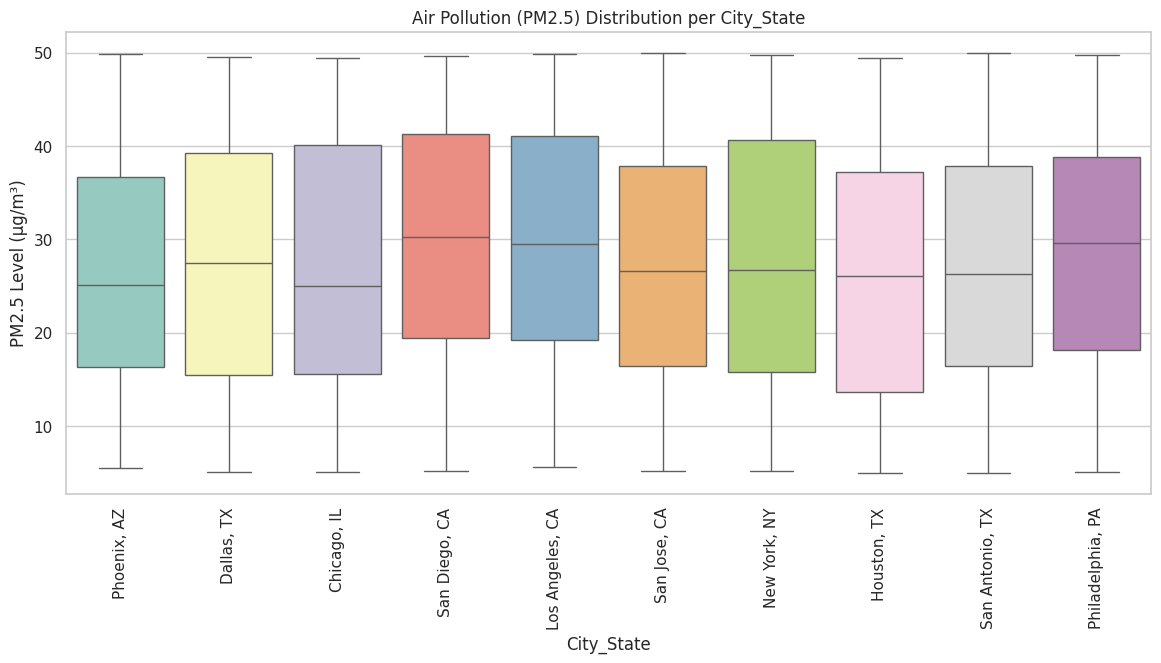 Air Pollution (PM2.5) Distribution per City_State
PM2.5 Level (µg/m³)
50
40
30
20
10
Phoenix, AZ
Dallas, TX
Chicago, IL
San Diego, CA
Los Angeles, CA
San Jose, CA
New York, NY
Houston, TX
San Antonio, TX
Philadelphia, PA
City_State